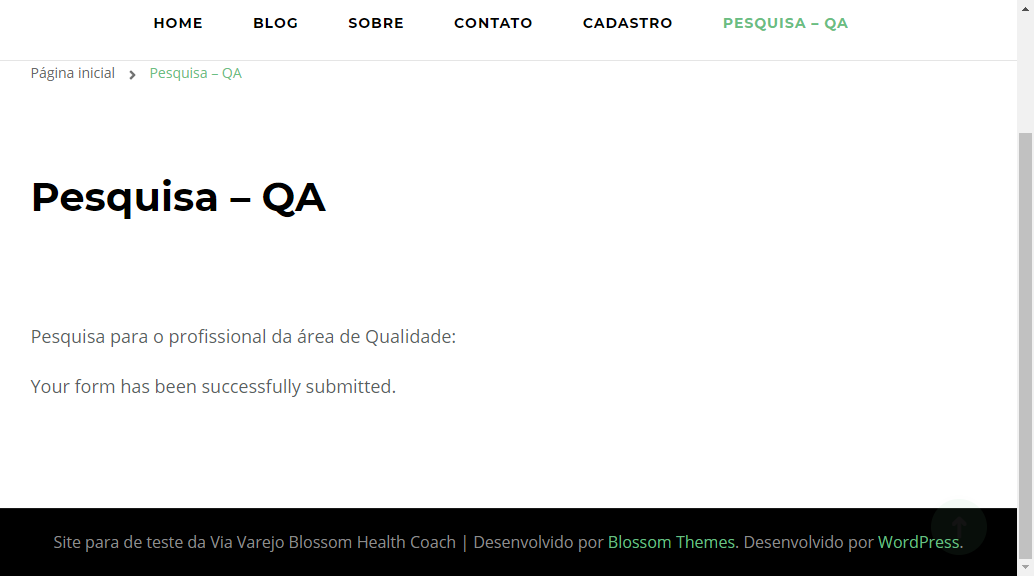 HOME BLOG SOBRE CONTATO CADASTRO PESQUISA – QA
Página inicial Pesquisa – QA
Pesquisa – QA
Pesquisa para o profissional da área de Qualidade:
Your form has been successfully submitted.
Site para de teste da Via Varejo Blossom Health Coach | Desenvolvido por Blossom Themes. Desenvolvido por WordPress.